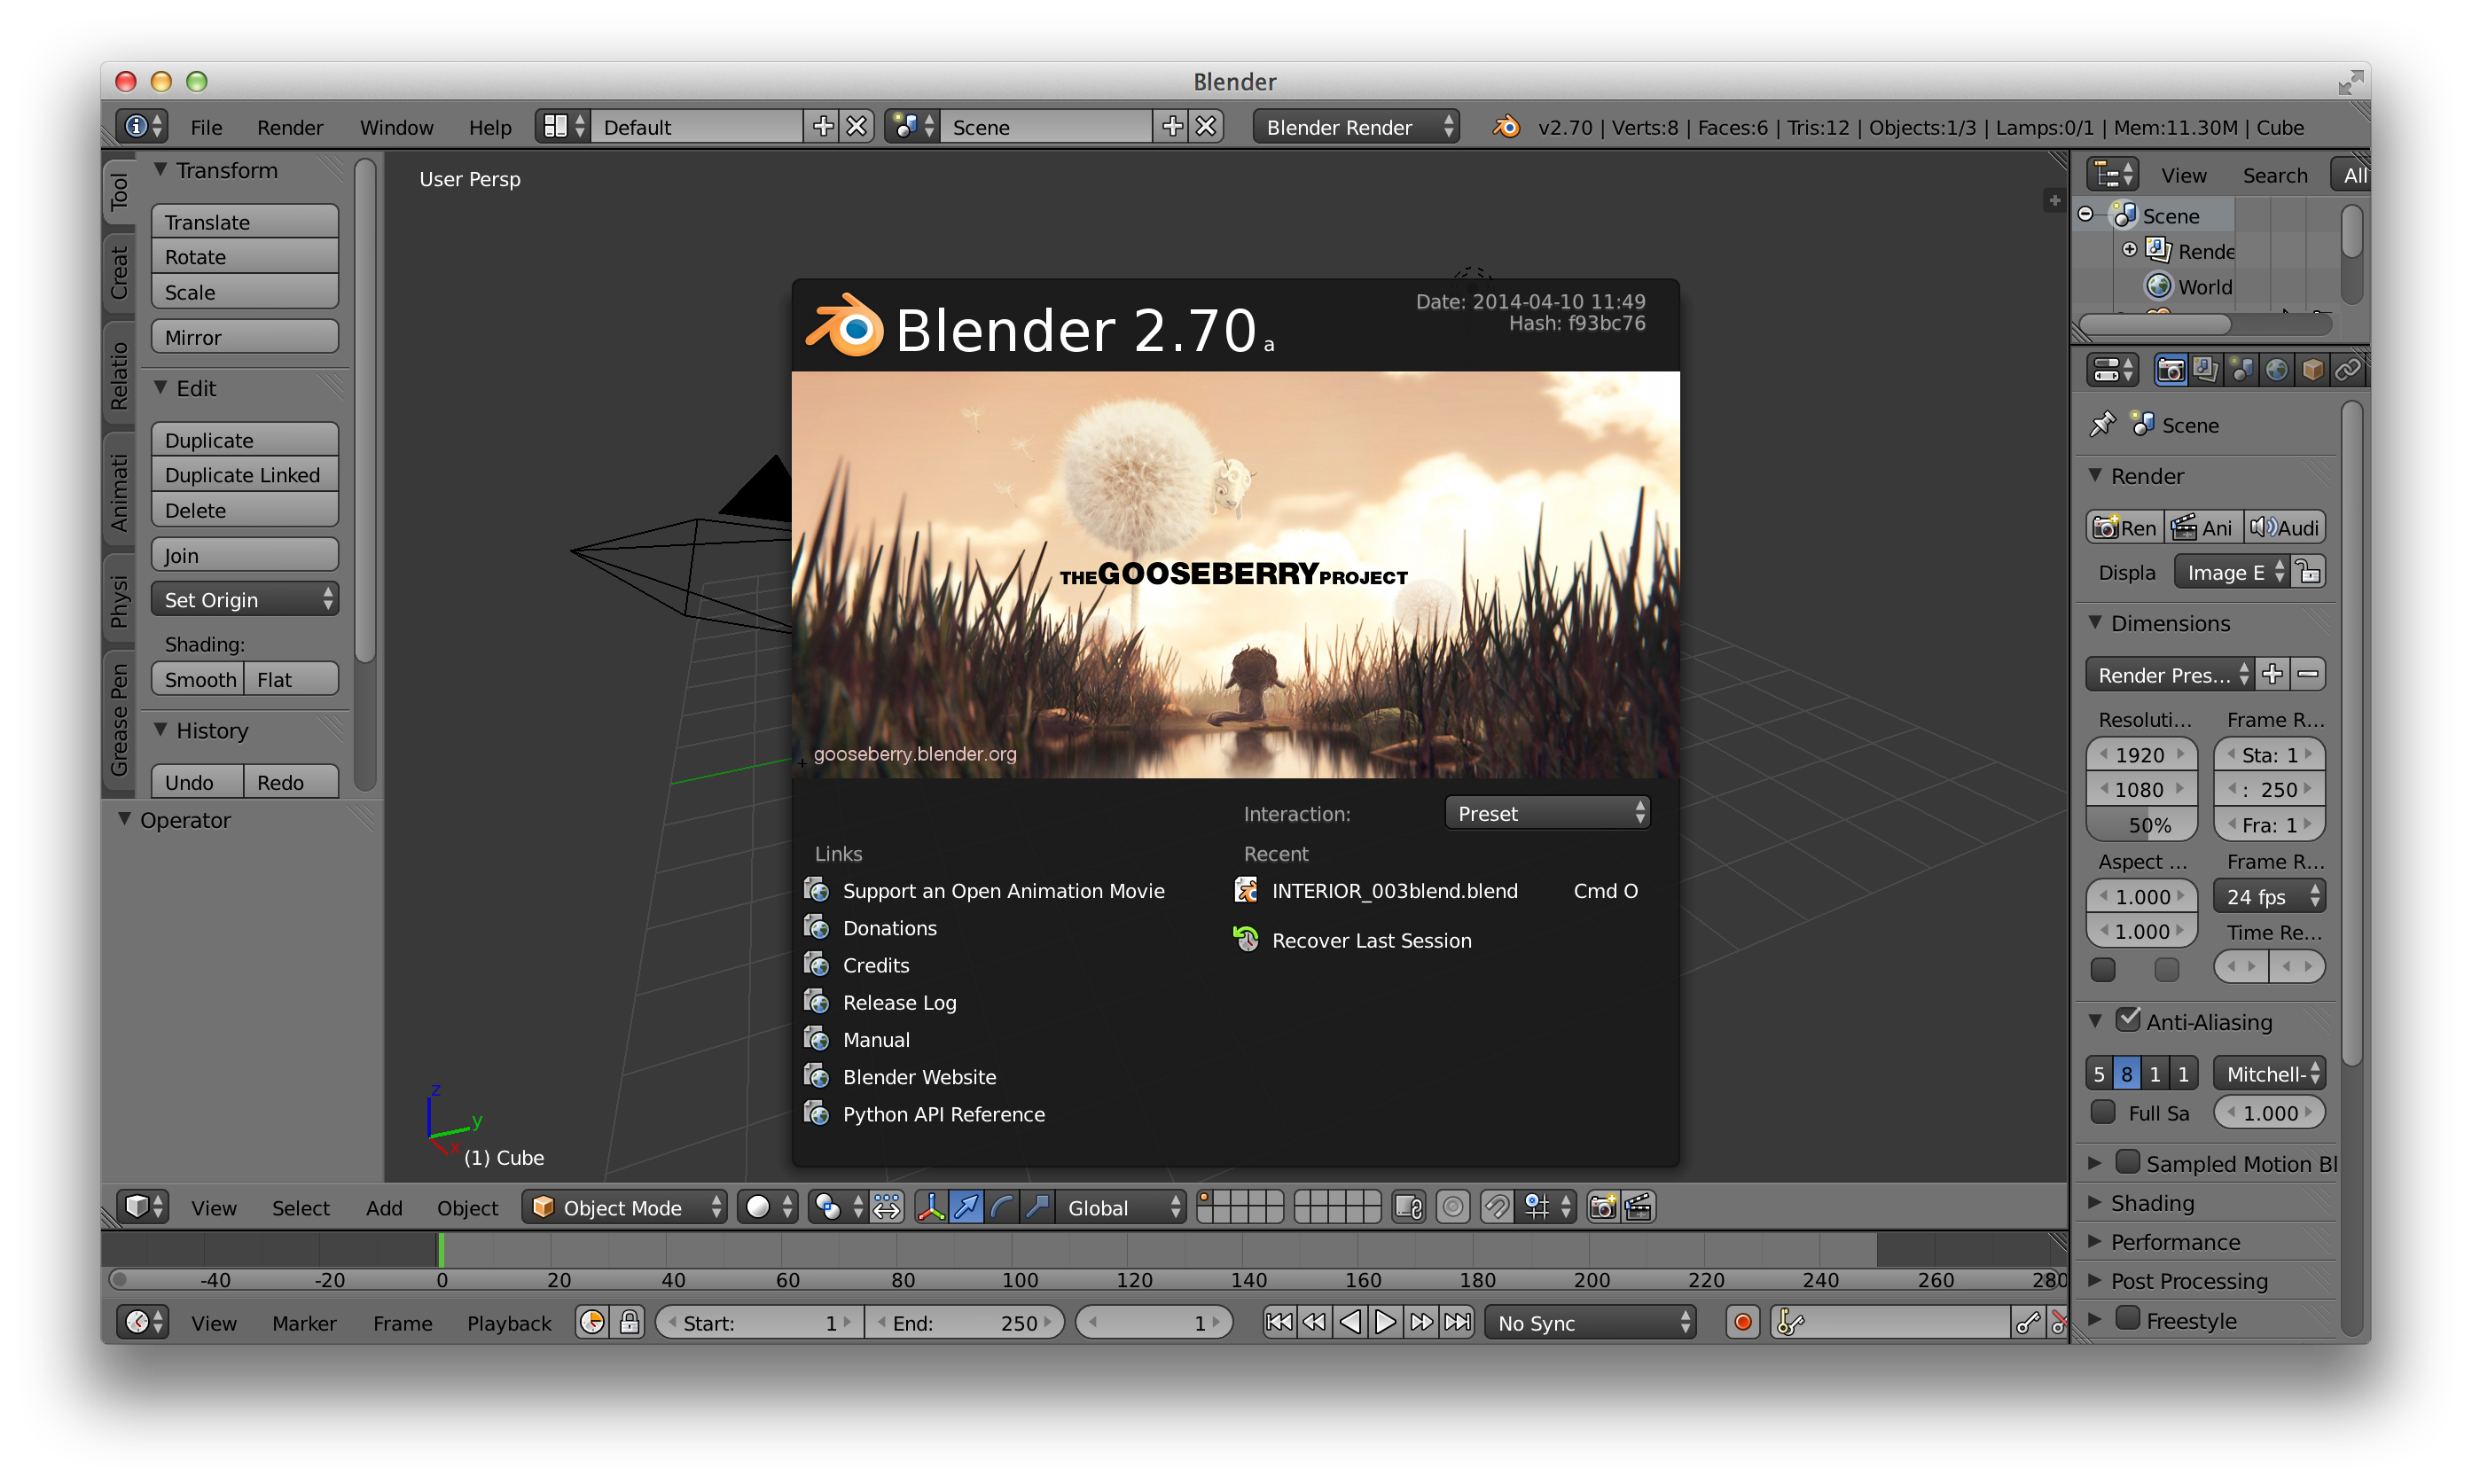 Blender
File Render Window Help Default Scene Blender Render v2.70 | Verts:8 | Faces:6 | Tris:12 | Objects:1/3 | Lamps:0/1 | Mem:11.30M | Cube
Tool
Creat
Relatio
Animati
Physi
Grease Pen
Transform
Translate
Rotate
Scale
Mirror
Edit
Duplicate
Duplicate Linked
Delete
Join
Set Origin
Shading:
Smooth Flat
History
Undo Redo
Operator
User Persp
Blender 2.70 a
Date: 2014-04-10 11:49
Hash: f93bc76
THEGOOSEBERRYPROJECT
gooseberry.blender.org
Interaction: Preset
Links
Support an Open Animation Movie
Donations
Credits
Release Log
Manual
Blender Website
Python API Reference
Recent
INTERIOR_003blend.blend Cmd O
Recover Last Session
z
y
x
(1) Cube
View Search All
Scene
Rende
World
Scene
Render
Ren Ani Audi
Displa Image E
Dimensions
Render Pres...
Resoluti... Frame R...
1920 Sta: 1
1080 : 250
50% Fra: 1
Aspect ... Frame R...
1.000 24 fps
1.000 Time Re...
Anti-Aliasing
5 8 1 1 Mitchell-
Full Sa 1.000
Sampled Motion Bl
Shading
Performance
Post Processing
Freestyle
View Select Add Object Object Mode Global
-40 -20 0 20 40 60 80 100 120 140 160 180 200 220 240 260 280
View Marker Frame Playback Start: 1 End: 250 1 No Sync